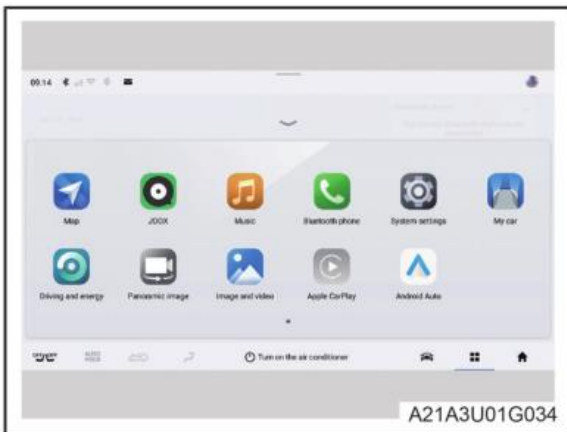 09.14
Map
JOOX
Music
Bluetooth phone
System settings
My car
Driving and energy
Panoramic image
Image and video
Apple CarPlay
Android Auto
Turn on the air conditioner
A21A3U01G034